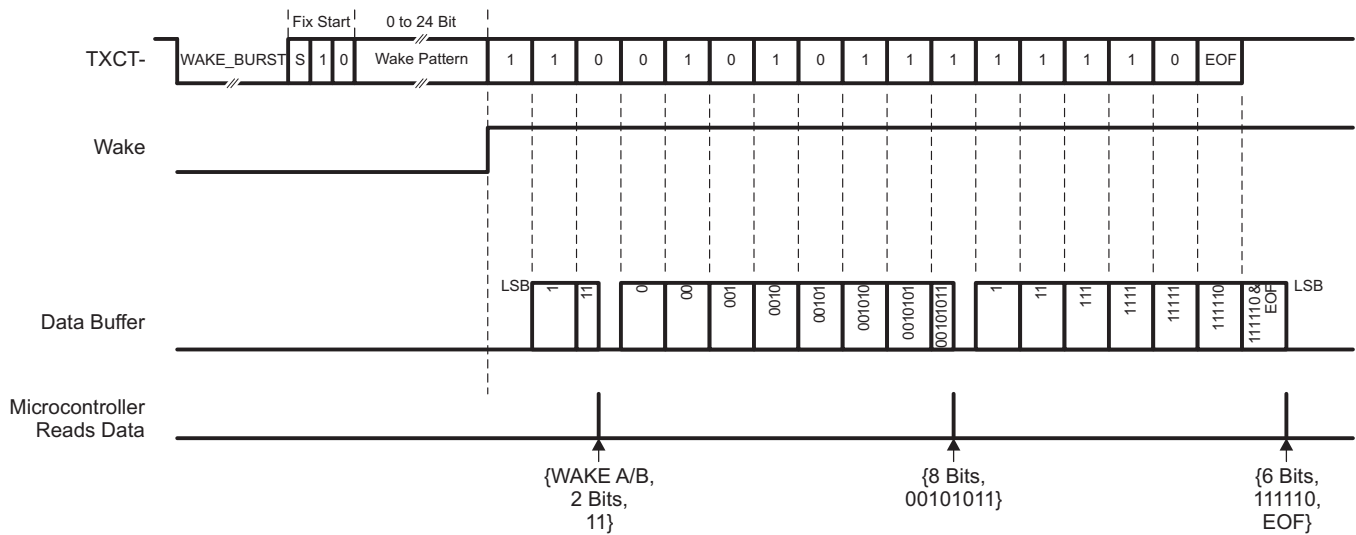 Fix Start
0 to 24 Bit
TXCT-
WAKE_BURST S 1 0 Wake Pattern 1 1 0 0 1 0 1 0 1 1 1 1 1 1 1 0 EOF
Wake
LSB
1 11 0 00 001 0010 00101 001010 0010101 00101011 1 11 111 1111 11111 111110 111110 &
EOF
LSB
Data Buffer
Microcontroller
Reads Data
{WAKE A/B,
2 Bits,
11}
{8 Bits,
00101011}
{6 Bits,
111110,
EOF}